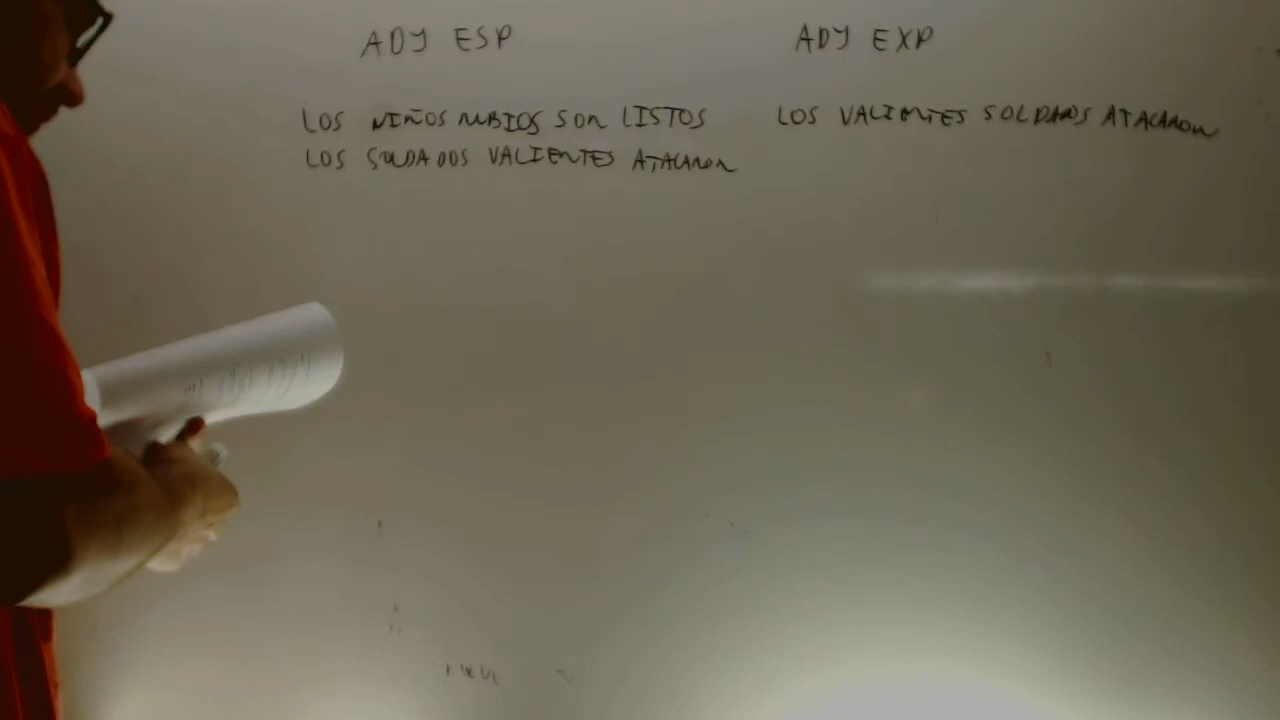 ADJ ESP
LOS NIÑOS RUBIOS SON LISTOS
LOS SOLDADOS VALIENTES ATACARON
ADJ EXP
LOS VALIENTES SOLDADOS ATACARON